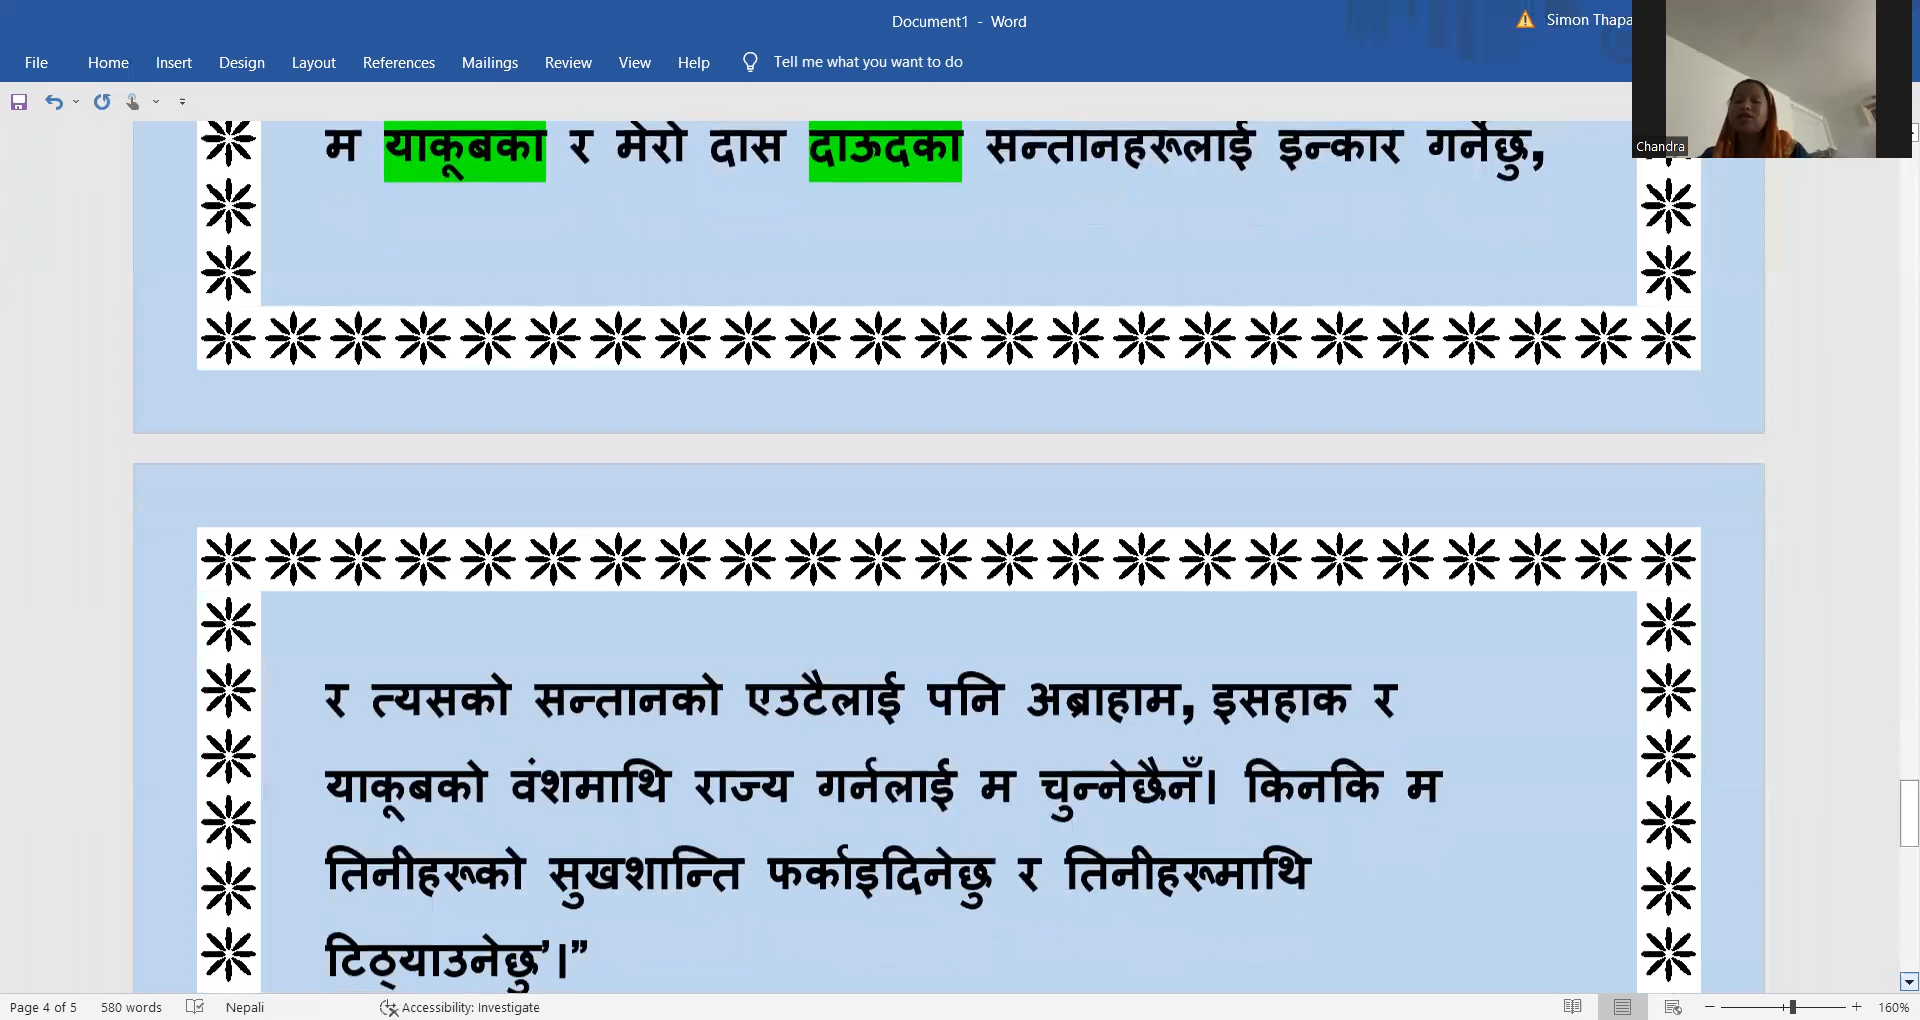 Document1 - Word
Simon Thapa
File Home Insert Design Layout References Mailings Review View Help Tell me what you want to do
Chandra
म याकूबका र मेरो दास दाऊदका सन्तानहरूलाई इन्कार गर्नेछु,
र त्यसको सन्तानको एउटैलाई पनि अब्राहाम, इसहाक र
याकूबको वंशमाथि राज्य गर्नलाई म चुन्नेछैनँ। किनकि म
तिनीहरूको सुखशान्ति फर्काइदिनेछु र तिनीहरूमाथि
टिठ्याउनेछु’।”
Page 4 of 5 580 words Nepali Accessibility: Investigate 160%